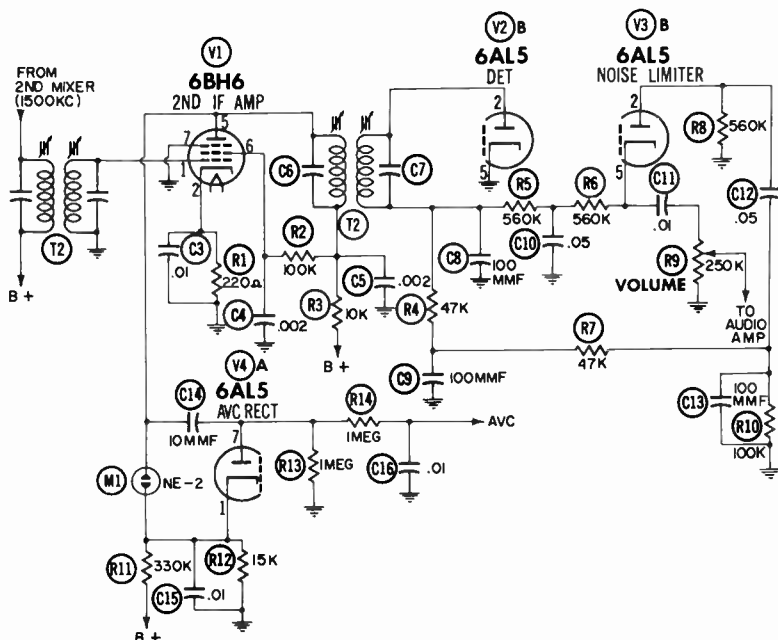 V1
6BH6
2ND IF AMP
V2 B
6AL5
DET
V3 B
6AL5
NOISE LIMITER
FROM
2ND MIXER
(1500KC)
5
7
6
1
2
C6
C7
2
5
2
5
R8
560K
T2
B +
C3
.01
R1
220Ω
R2
100K
T2
R5
560K
R6
560K
C11
.01
C12
.05
C8
100
MMF
C10
.05
R9
250K
VOLUME
C4
.002
R3
10K
C5
.002
R4
47K
TO
AUDIO
AMP
B +
R7
47K
V4 A
6AL5
AVC RECT
C9
100MMF
C14
10MMF
R14
1MEG
AVC
C13
100
MMF
R10
100K
7
1
M1
NE-2
R13
1MEG
C16
.01
R11
330K
C15
.01
R12
15K
B +